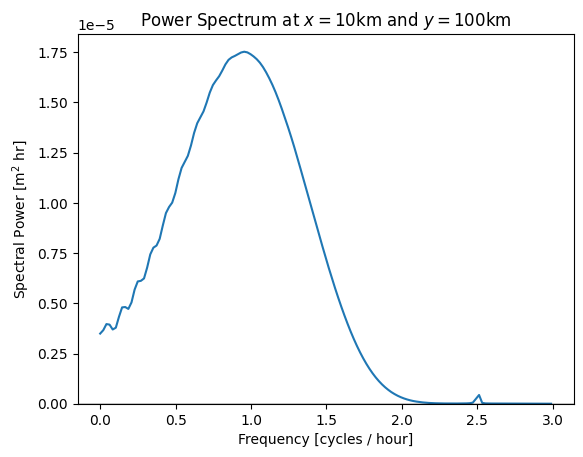 Power Spectrum at x = 10km and y = 100km
1e−5
1.75
1.50
1.25
1.00
0.75
0.50
0.25
0.00
Spectral Power [m² hr]
0.0 0.5 1.0 1.5 2.0 2.5 3.0
Frequency [cycles / hour]